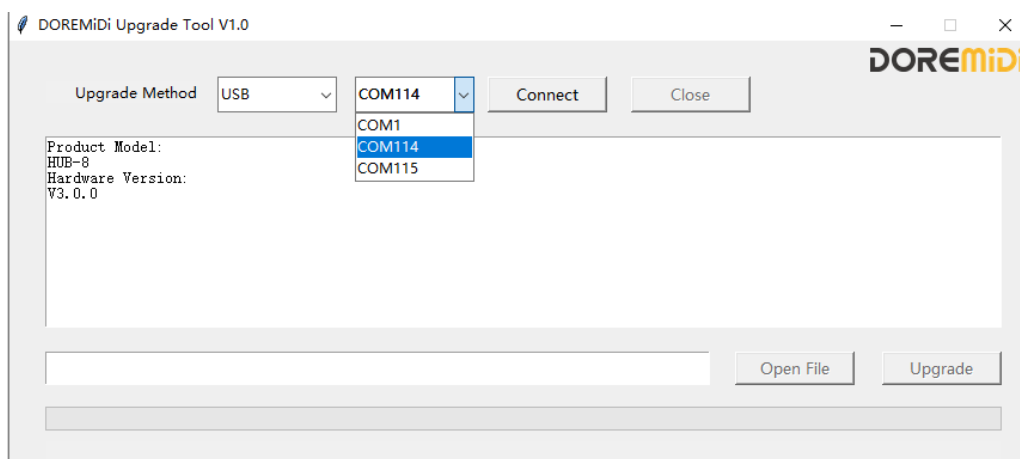 DOREMiDi Upgrade Tool V1.0
DOREMiDi
Upgrade Method USB COM114 Connect Close
COM1
COM114
COM115
Product Model:
HUB-8
Hardware Version:
V3.0.0
Open File Upgrade